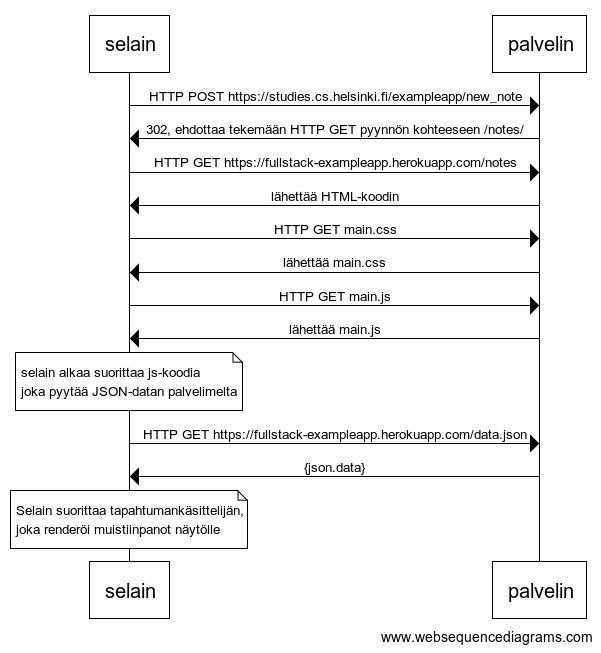 selain palvelin
HTTP POST https://studies.cs.helsinki.fi/exampleapp/new_note
302, ehdottaa tekemään HTTP GET pyynnön kohteeseen /notes/
HTTP GET https://fullstack-exampleapp.herokuapp.com/notes
lähettää HTML-koodin
HTTP GET main.css
lähettää main.css
HTTP GET main.js
lähettää main.js
selain alkaa suorittaa js-koodia
joka pyytää JSON-datan palvelimelta
HTTP GET https://fullstack-exampleapp.herokuapp.com/data.json
{json.data}
Selain suorittaa tapahtumankäsittelijän,
joka renderöi muistiinpanot näytölle
selain palvelin
www.websequencediagrams.com